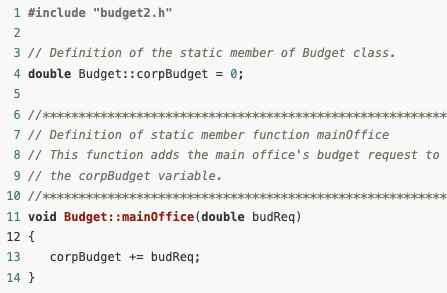 1 #include "budget2.h"
2
3 // Definition of the static member of Budget class.
4 double Budget::corpBudget = 0;
5
6 //**********************************************************
7 // Definition of static member function mainOffice
8 // This function adds the main office's budget request to
9 // the corpBudget variable.
10 //**********************************************************
11 void Budget::mainOffice(double budReq)
12 {
13    corpBudget += budReq;
14 }